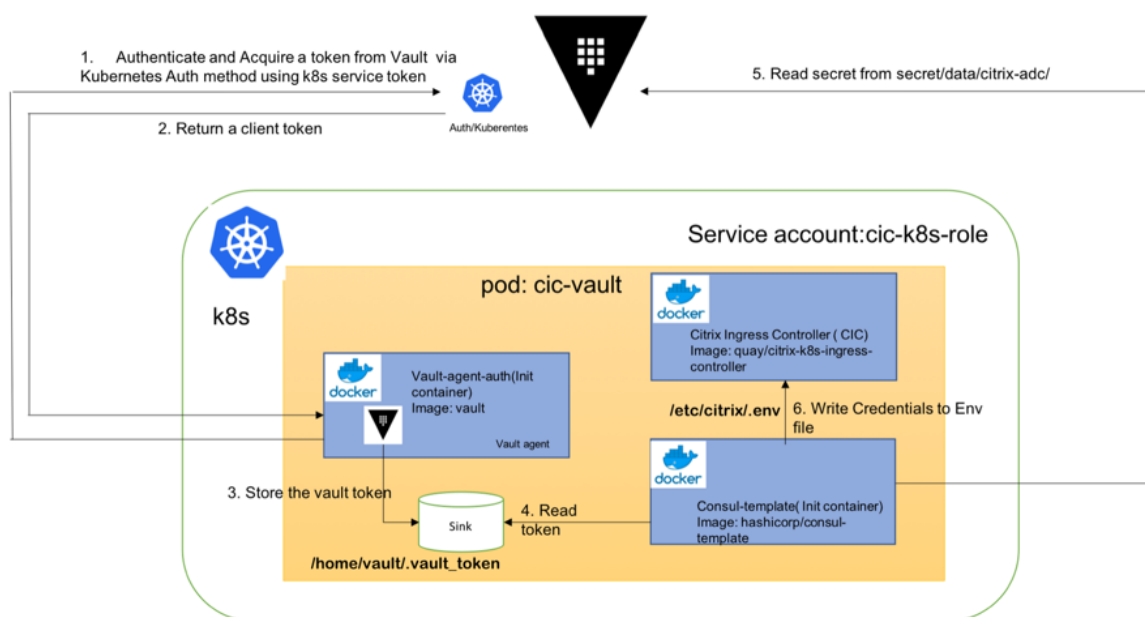 1. Authenticate and Acquire a token from Vault via
Kubernetes Auth method using k8s service token
5. Read secret from secret/data/citrix-adc/
2. Return a client token
Auth/Kuberentes
Service account:cic-k8s-role
pod: cic-vault
k8s
docker
Citrix Ingress Controller ( CIC)
Image: quay/citrix-k8s-ingress-
controller
docker
Vault-agent-auth(Init
container)
Image: vault
Vault agent
/etc/citrix/.env
6. Write Credentials to Env
file
docker
3. Store the vault token
4. Read
token
Sink
Consul-template( Init container)
Image: hashicorp/consul-
template
/home/vault/.vault_token